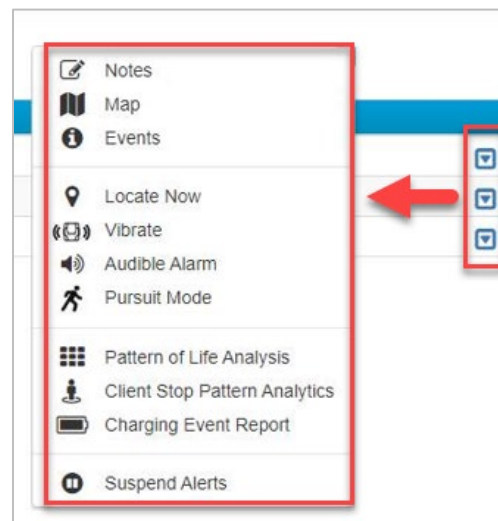 Notes
Map
Events
Locate Now
Vibrate
Audible Alarm
Pursuit Mode
Pattern of Life Analysis
Client Stop Pattern Analytics
Charging Event Report
Suspend Alerts